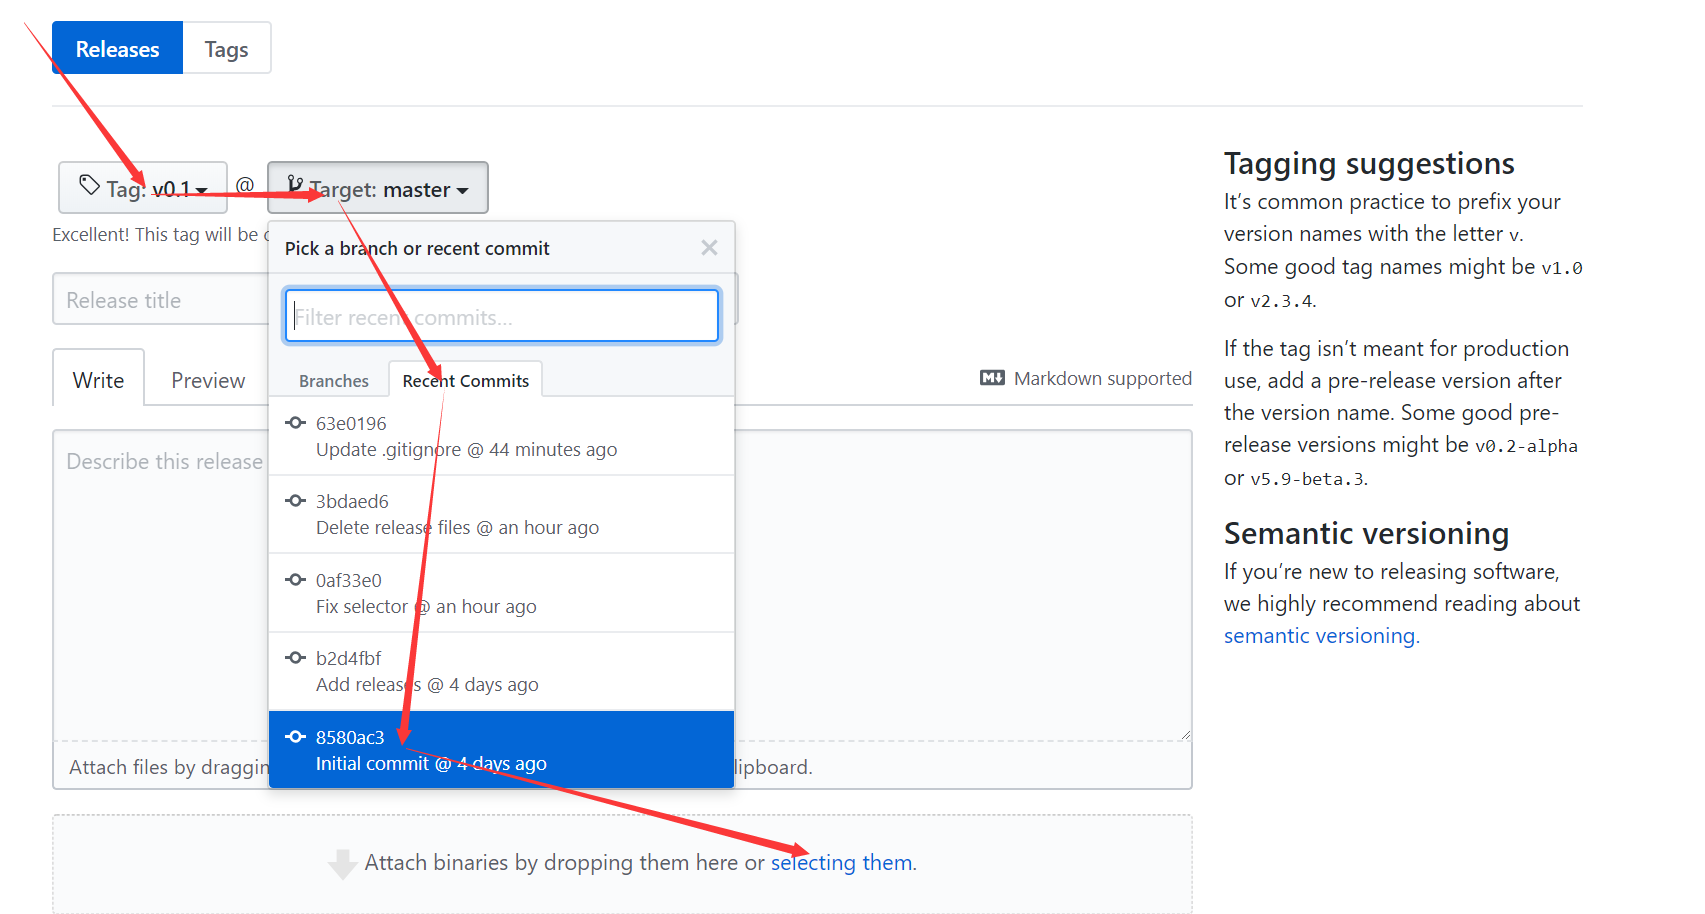 Releases Tags
Tag: v0.1 @ Target: master
Excellent! This tag will be
Pick a branch or recent commit
Release title
Filter recent commits...
Write Preview
Branches Recent Commits
Markdown supported
Describe this release
63e0196
Update .gitignore @ 44 minutes ago
3bdaed6
Delete release files @ an hour ago
0af33e0
Fix selector @ an hour ago
b2d4fbf
Add releases @ 4 days ago
8580ac3
Initial commit @ 4 days ago
Attach files by lipboard.
Attach binaries by dropping them here or selecting them.
Tagging suggestions
It's common practice to prefix your
version names with the letter v.
Some good tag names might be v1.0
or v2.3.4.
If the tag isn't meant for production
use, add a pre-release version after
the version name. Some good pre-
release versions might be v0.2-alpha
or v5.9-beta.3.
Semantic versioning
If you're new to releasing software,
we highly recommend reading about
semantic versioning.